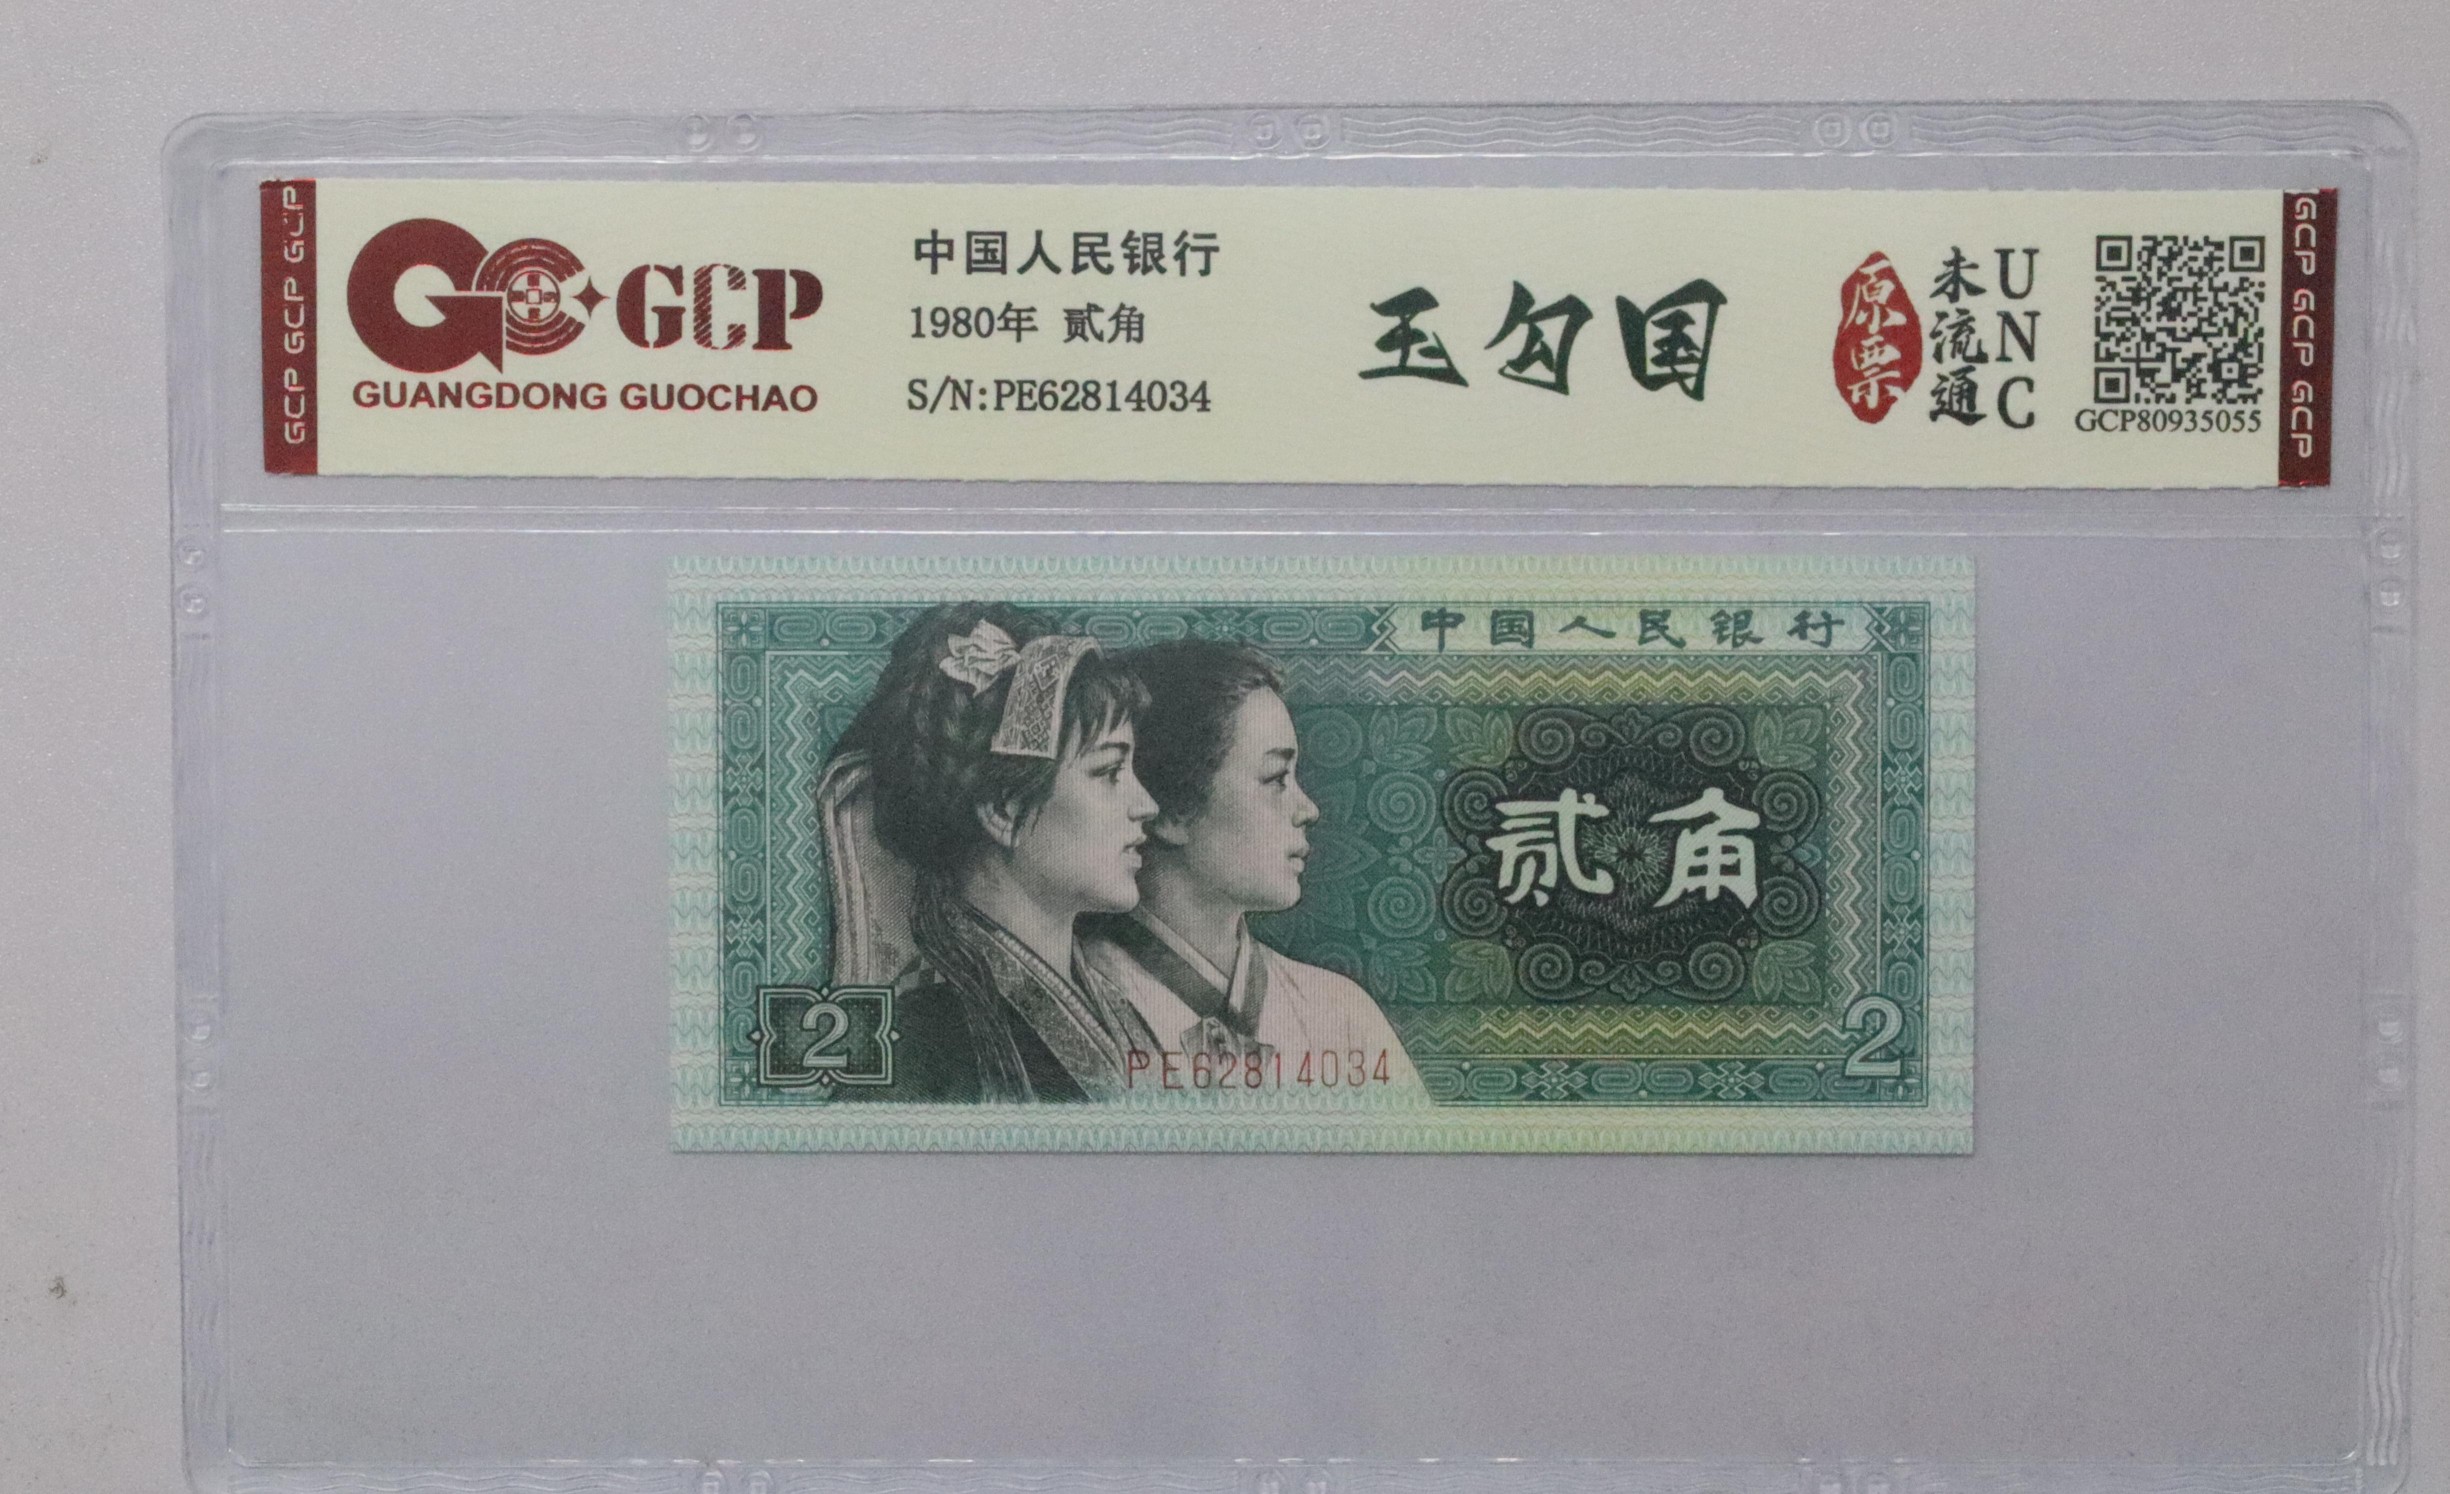 GCP GCP GCP
GCP
GUANGDONG GUOCHAO
中国人民银行
1980年 贰角
S/N:PE62814034
玉勾国
原票
未流通
UNC
GCP80935055
GCP GCP GCP
中国人民银行
贰角
2
PE62814034
2